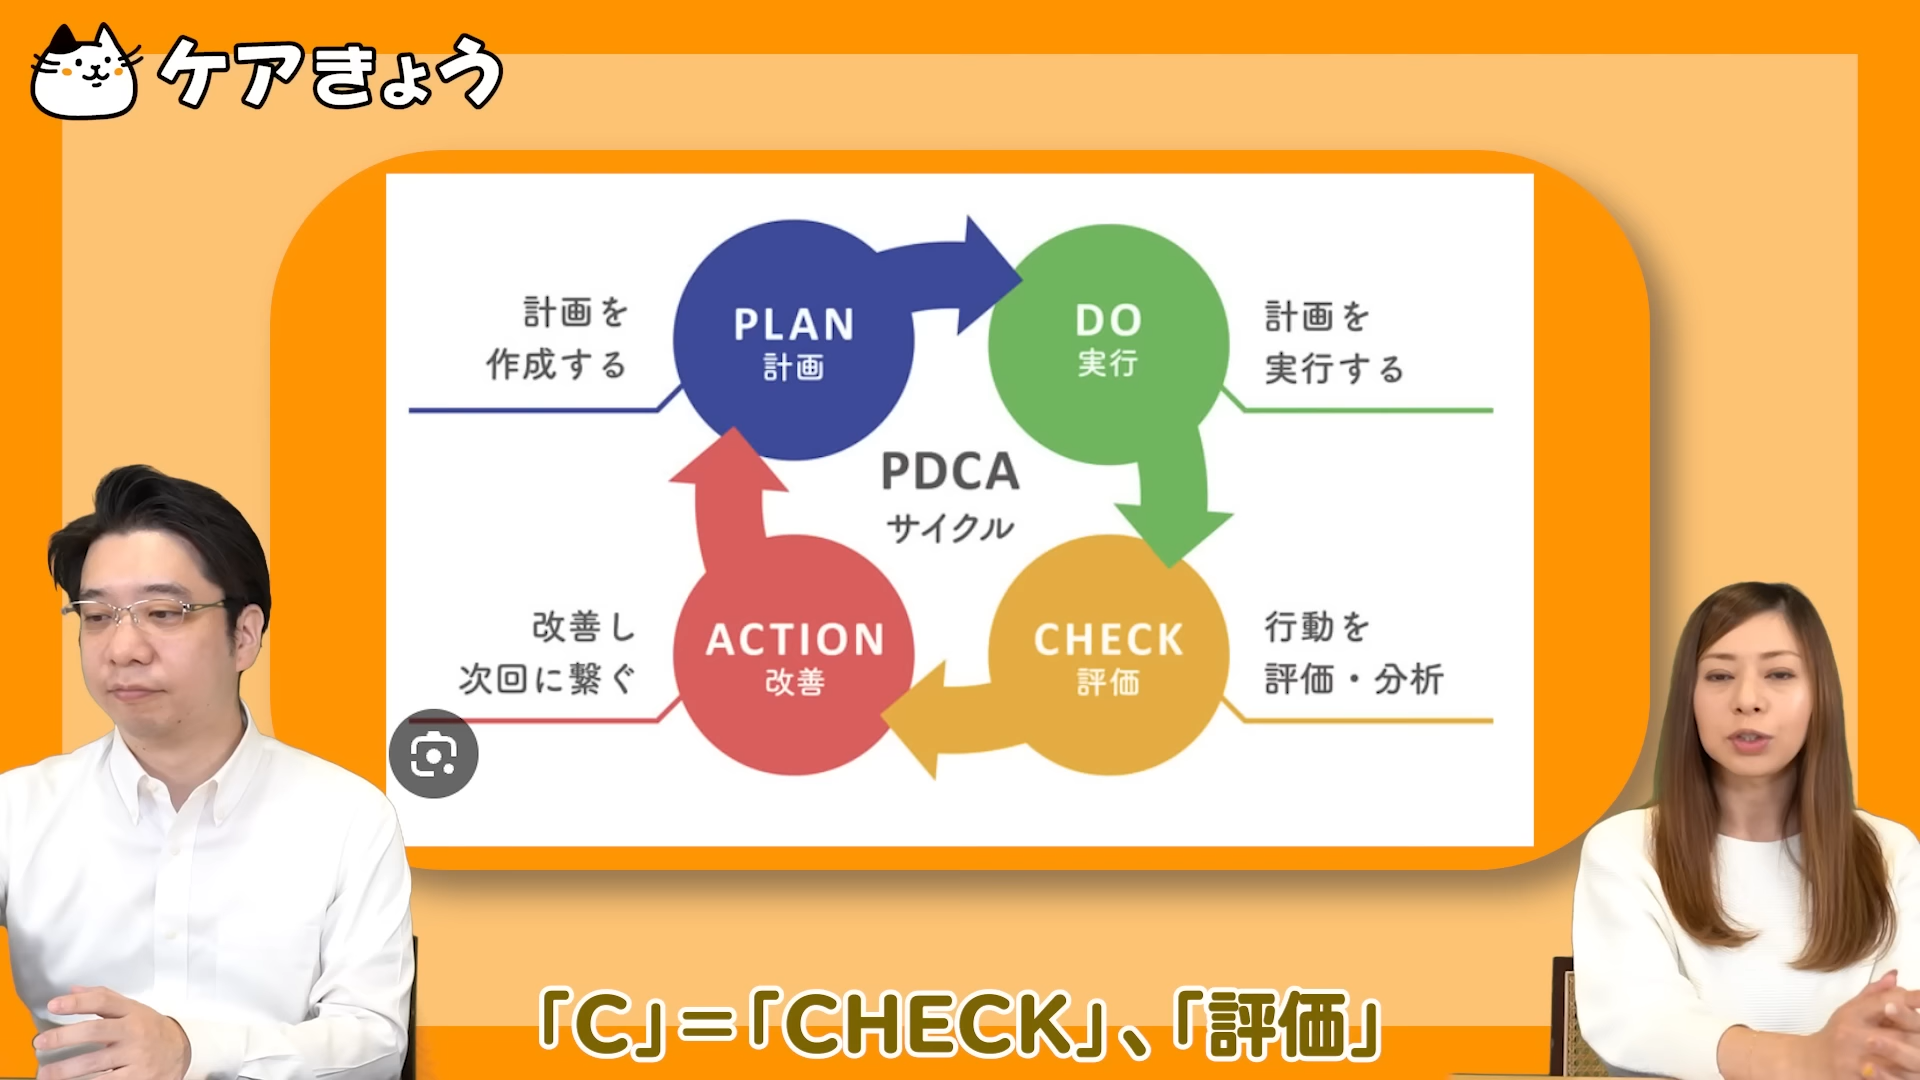 ケアきょう
PLAN
計画
計画を
作成する
DO
実行
計画を
実行する
PDCA
サイクル
ACTION
改善
改善し
次回に繋ぐ
CHECK
評価
行動を
評価・分析
「C」=「CHECK」、「評価」